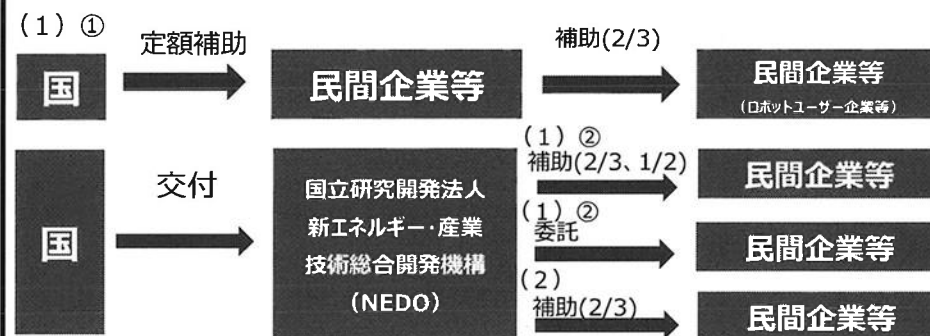 (1) ①
国
定額補助
民間企業等
補助(2/3)
民間企業等
(ロボットユーザー企業等)
国
交付
国立研究開発法人
新エネルギー・産業
技術総合開発機構
(NEDO)
(1) ②
補助(2/3、1/2)
民間企業等
(1) ②
委託
民間企業等
(2)
補助(2/3)
民間企業等